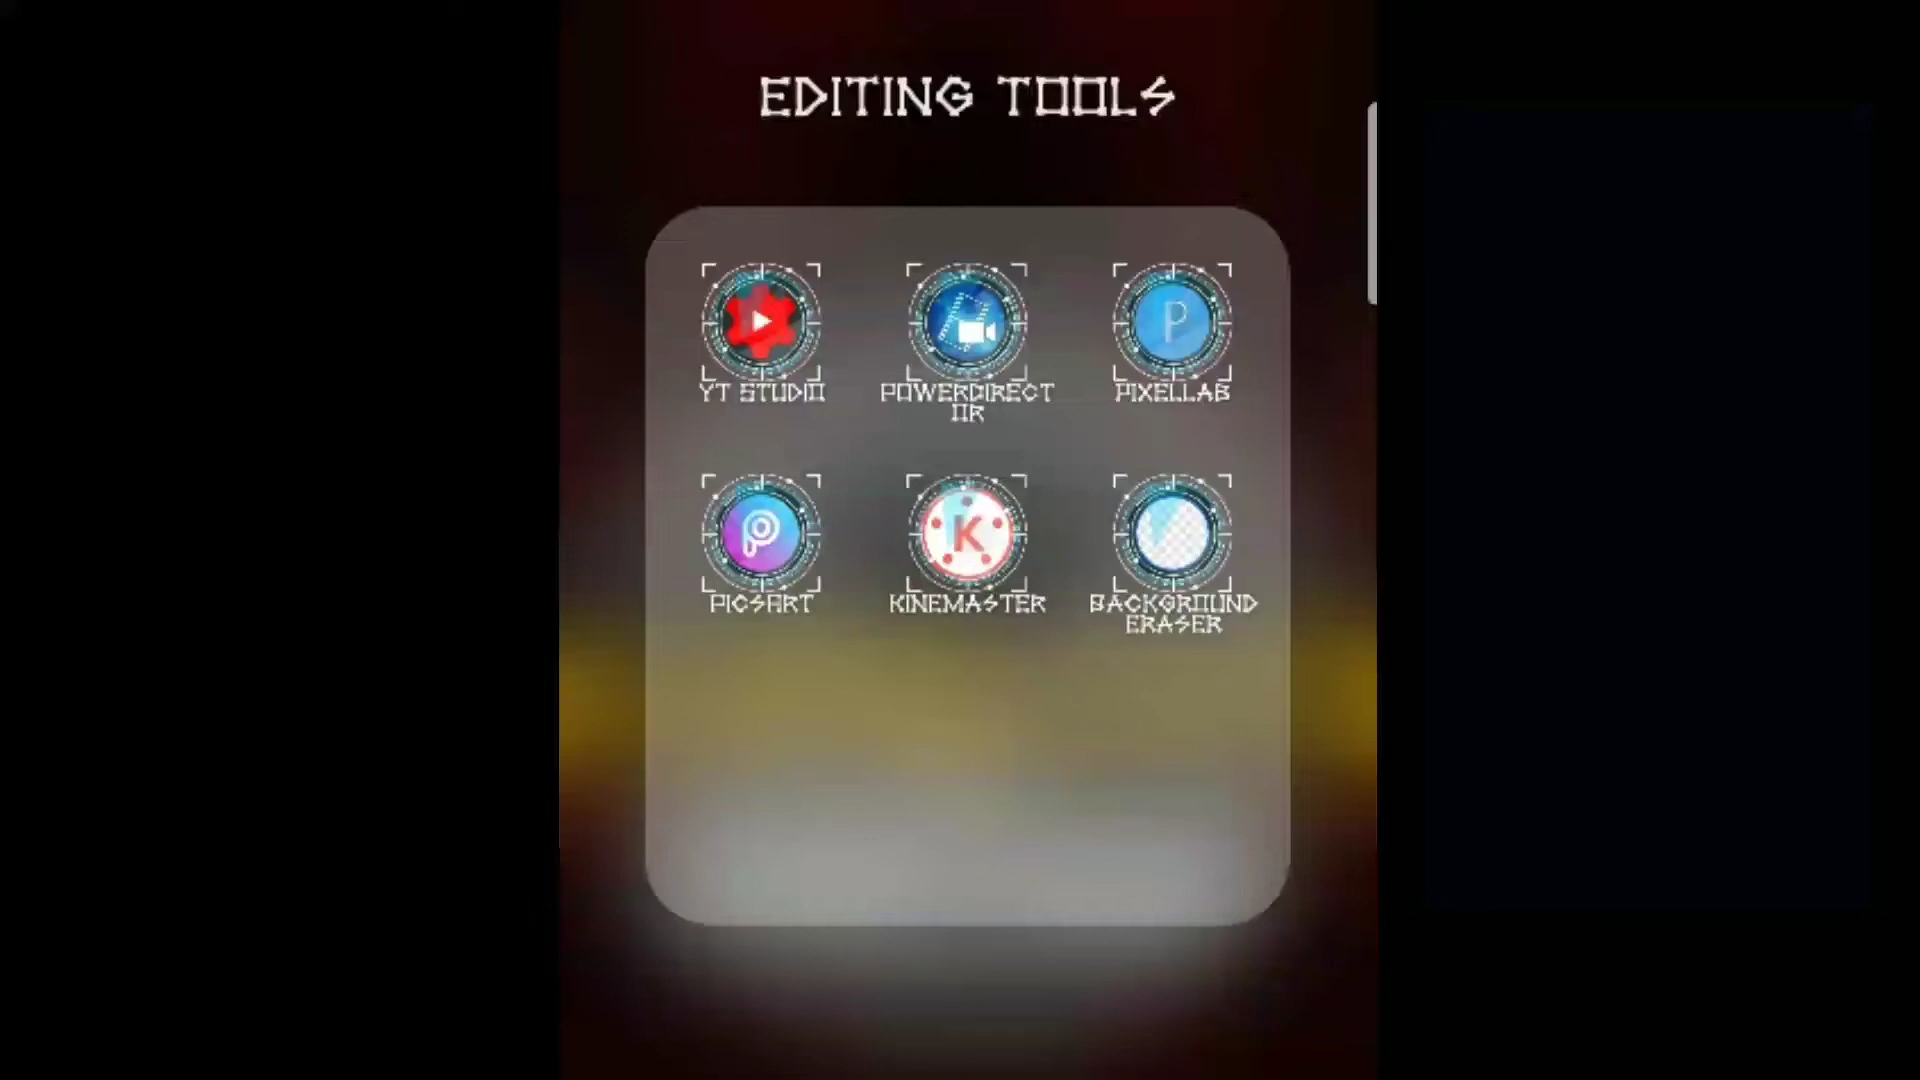 EDITING TOOLS
YT STUDIO
POWERDIRECT
OR
PIXELLAB
PICSART
KINEMASTER
BACKGROUND
ERASER